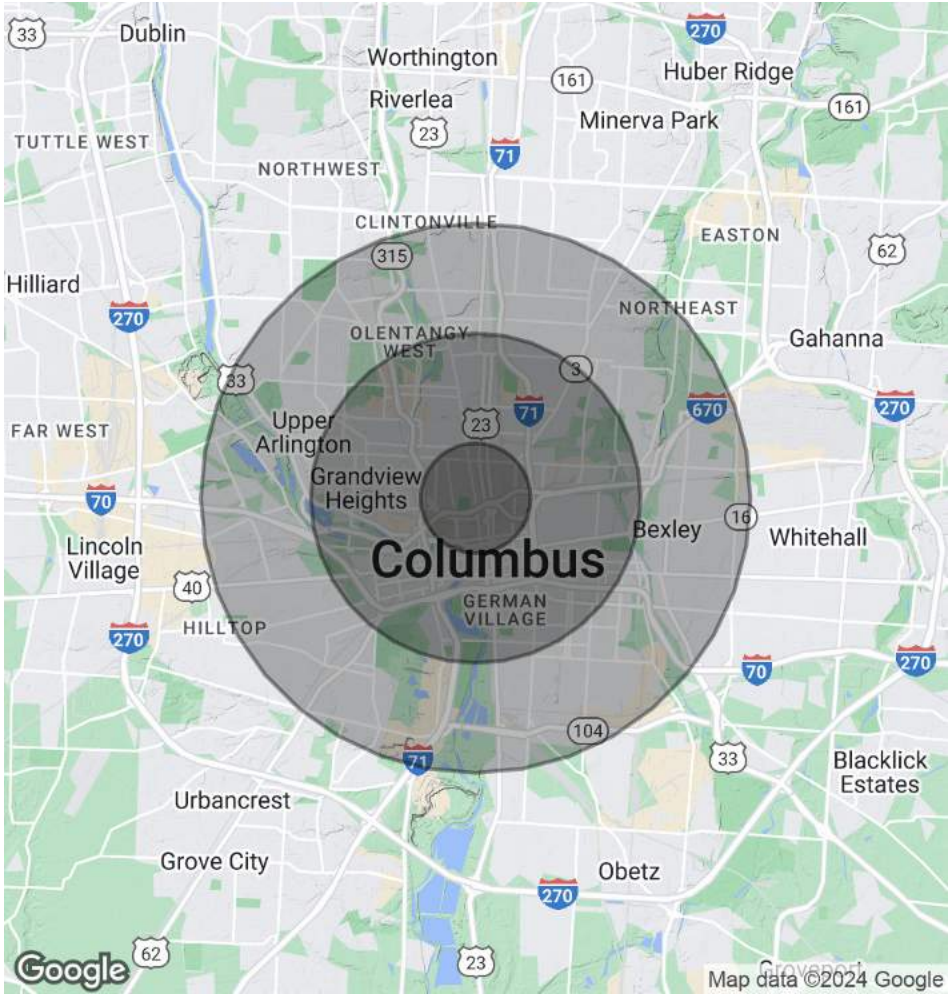 33
Dublin
270
Worthington
Huber Ridge
161
Riverlea
161
23
Minerva Park
TUTTLE WEST
71
NORTHWEST
CLINTONVILLE
EASTON
315
62
Hilliard
270
NORTHEAST
OLENTANGY
WEST
Gahanna
3
33
670
270
71
23
Upper
Arlington
FAR WEST
Grandview
Heights
70
16
Bexley
Whitehall
Lincoln
Village
Columbus
40
GERMAN
VILLAGE
HILLTOP
270
270
70
104
33
71
Blacklick
Estates
Urbancrest
Grove City
Obetz
270
62
23
Google
Groveport
Map data ©2024 Google